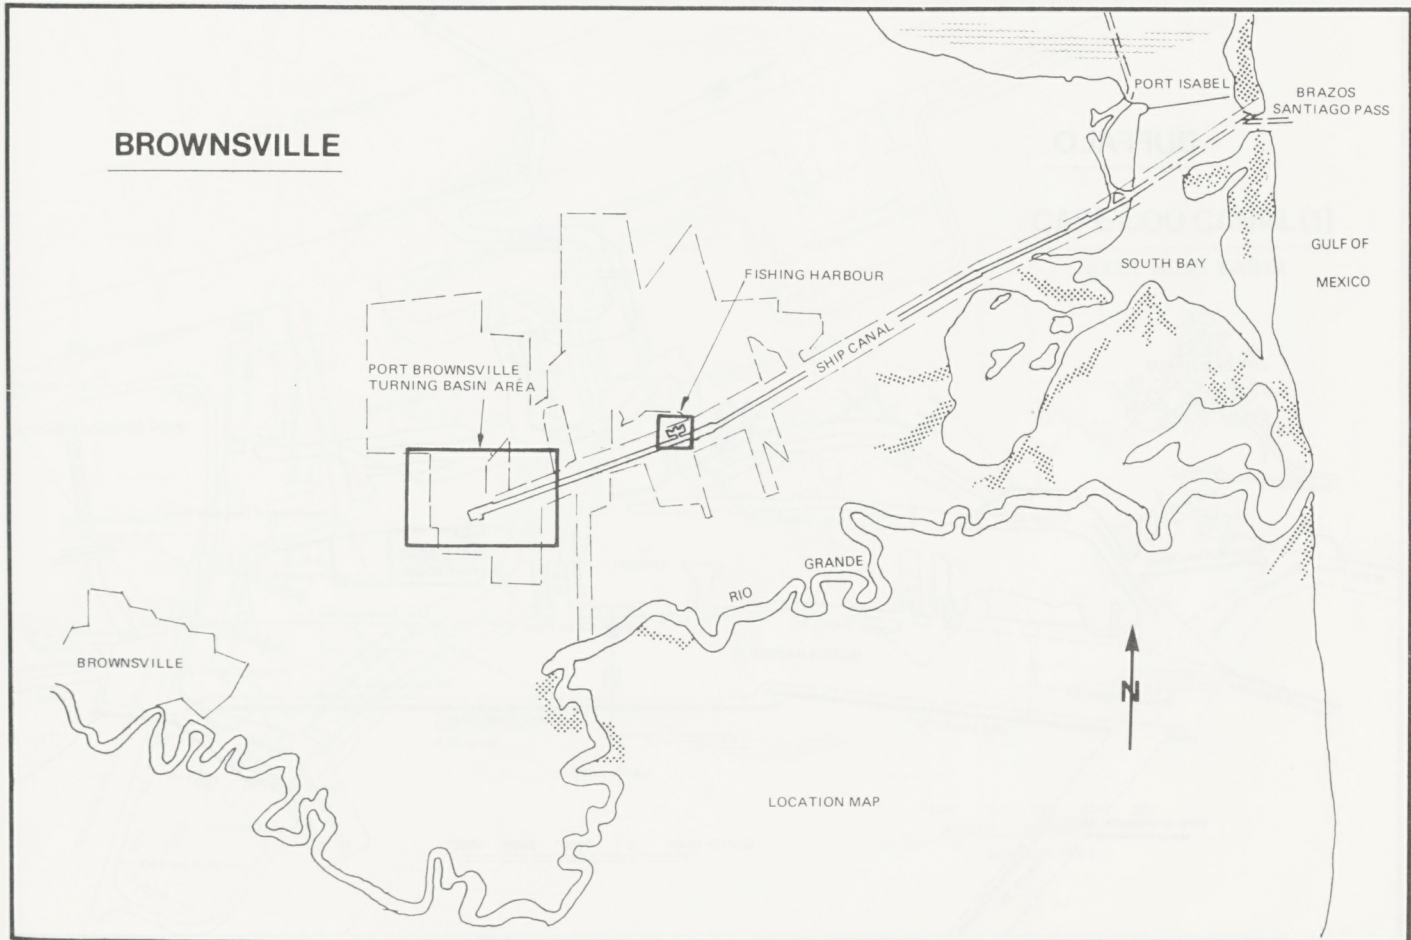 BROWNSVILLE
PORT ISABEL
BRAZOS
SANTIAGO PASS
GULF OF
MEXICO
SOUTH BAY
FISHING HARBOUR
SHIP CANAL
PORT BROWNSVILLE
TURNING BASIN AREA
RIO GRANDE
BROWNSVILLE
N
LOCATION MAP